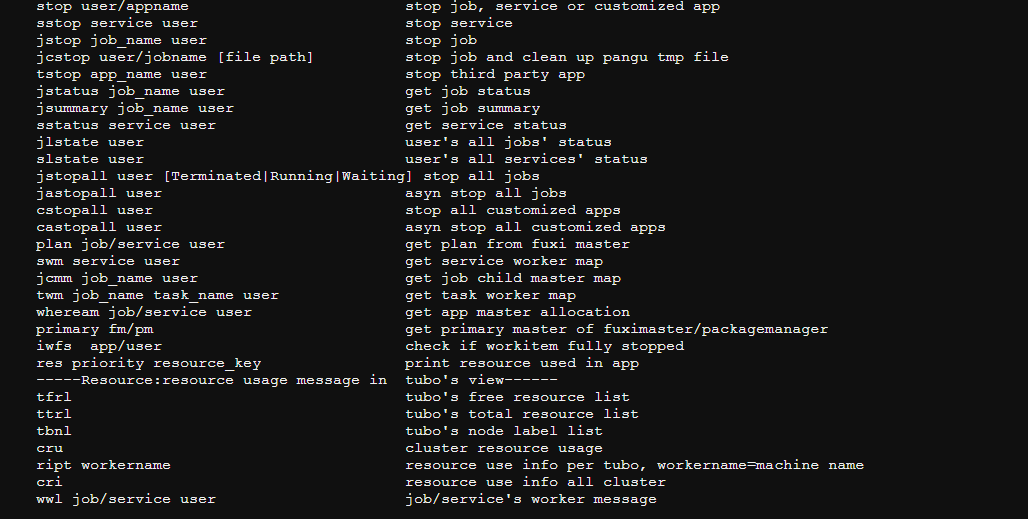 stop user/appname                       stop job, service or customized app
sstop service user                      stop service
jstop job_name user                     stop job
jcstop user/jobname [file path]         stop job and clean up pangu tmp file
tstop app_name user                     stop third party app
jstatus job_name user                   get job status
jsummary job_name user                  get job summary
sstatus service user                    get service status
jlstate user                            user's all jobs' status
slstate user                            user's all services' status
jstopall user [Terminated|Running|Waiting] stop all jobs
jastopall user                          asyn stop all jobs
cstopall user                           stop all customized apps
castopall user                          asyn stop all customized apps
plan job/service user                   get plan from fuxi master
swm service user                        get service worker map
jcmm job_name user                      get job child master map
twm job_name task_name user             get task worker map
wheream job/service user                get app master allocation
primary fm/pm                           get primary master of fuximaster/packagemanager
iwfs  app/user                          check if workitem fully stopped
res priority resource_key               print resource used in app
-----Resource:resource usage message in  tubo's view------
tfrl                                    tubo's free resource list
ttrl                                    tubo's total resource list
tbnl                                    tubo's node label list
cru                                     cluster resource usage
ript workername                         resource use info per tubo, workername=machine name
cri                                     resource use info all cluster
wwl job/service user                    job/service's worker message